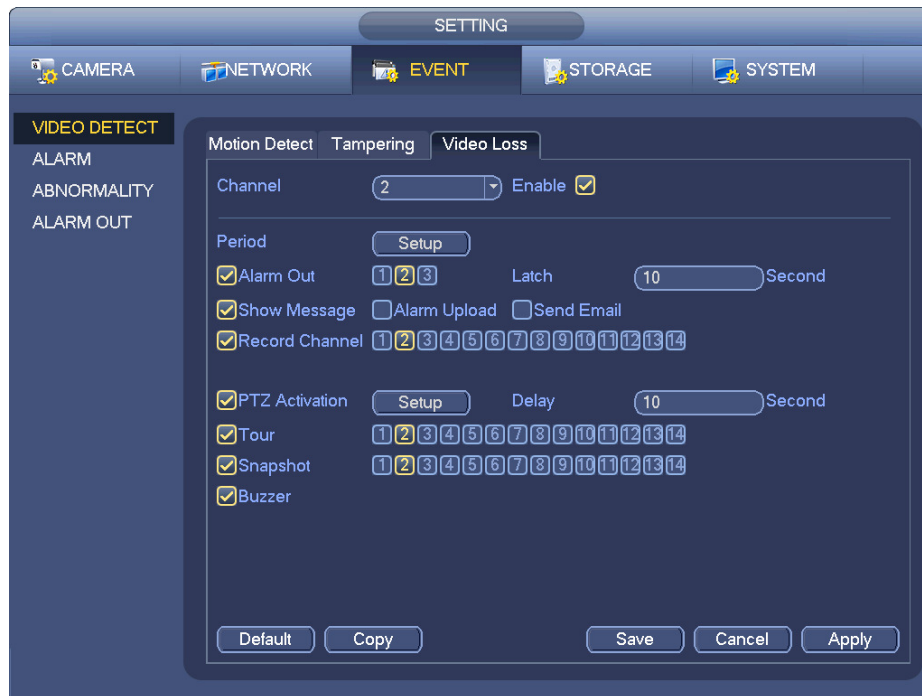 SETTING
CAMERA NETWORK EVENT STORAGE SYSTEM
VIDEO DETECT
ALARM
ABNORMALITY
ALARM OUT
Motion Detect Tampering Video Loss
Channel 2 Enable
Period Setup
Alarm Out 1 2 3 Latch 10 Second
Show Message Alarm Upload Send Email
Record Channel 1 2 3 4 5 6 7 8 9 10 11 12 13 14
PTZ Activation Setup Delay 10 Second
Tour 1 2 3 4 5 6 7 8 9 10 11 12 13 14
Snapshot 1 2 3 4 5 6 7 8 9 10 11 12 13 14
Buzzer
Default Copy Save Cancel Apply